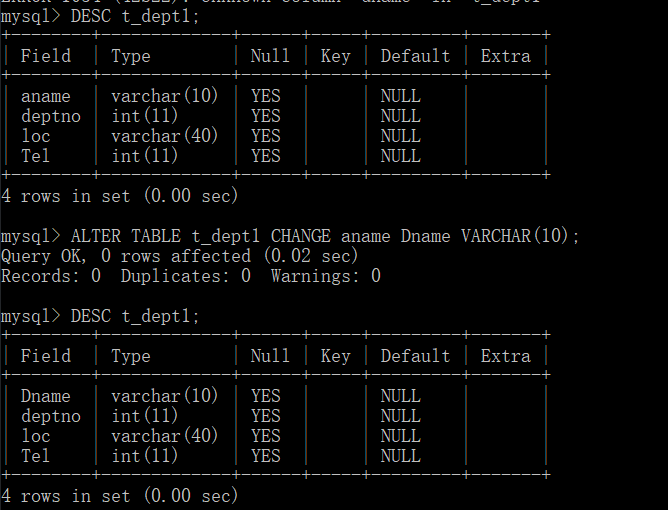 mysql> DESC t_dept1;
+--------+-------------+------+-----+---------+-------+
| Field  | Type        | Null | Key | Default | Extra |
+--------+-------------+------+-----+---------+-------+
| aname  | varchar(10) | YES  |     | NULL    |       |
| deptno | int(11)     | YES  |     | NULL    |       |
| loc    | varchar(40) | YES  |     | NULL    |       |
| Tel    | int(11)     | YES  |     | NULL    |       |
+--------+-------------+------+-----+---------+-------+
4 rows in set (0.00 sec)
mysql> ALTER TABLE t_dept1 CHANGE aname Dname VARCHAR(10);
Query OK, 0 rows affected (0.02 sec)
Records: 0  Duplicates: 0  Warnings: 0
mysql> DESC t_dept1;
+--------+-------------+------+-----+---------+-------+
| Field  | Type        | Null | Key | Default | Extra |
+--------+-------------+------+-----+---------+-------+
| Dname  | varchar(10) | YES  |     | NULL    |       |
| deptno | int(11)     | YES  |     | NULL    |       |
| loc    | varchar(40) | YES  |     | NULL    |       |
| Tel    | int(11)     | YES  |     | NULL    |       |
+--------+-------------+------+-----+---------+-------+
4 rows in set (0.00 sec)